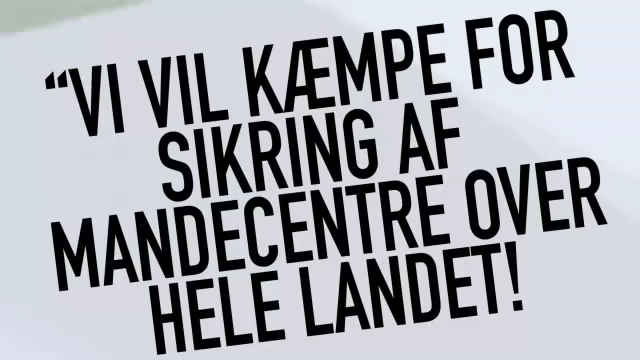 “VI VIL KÆMPE FOR
SIKRING AF
MANDECENTRE OVER
HELE LANDET!